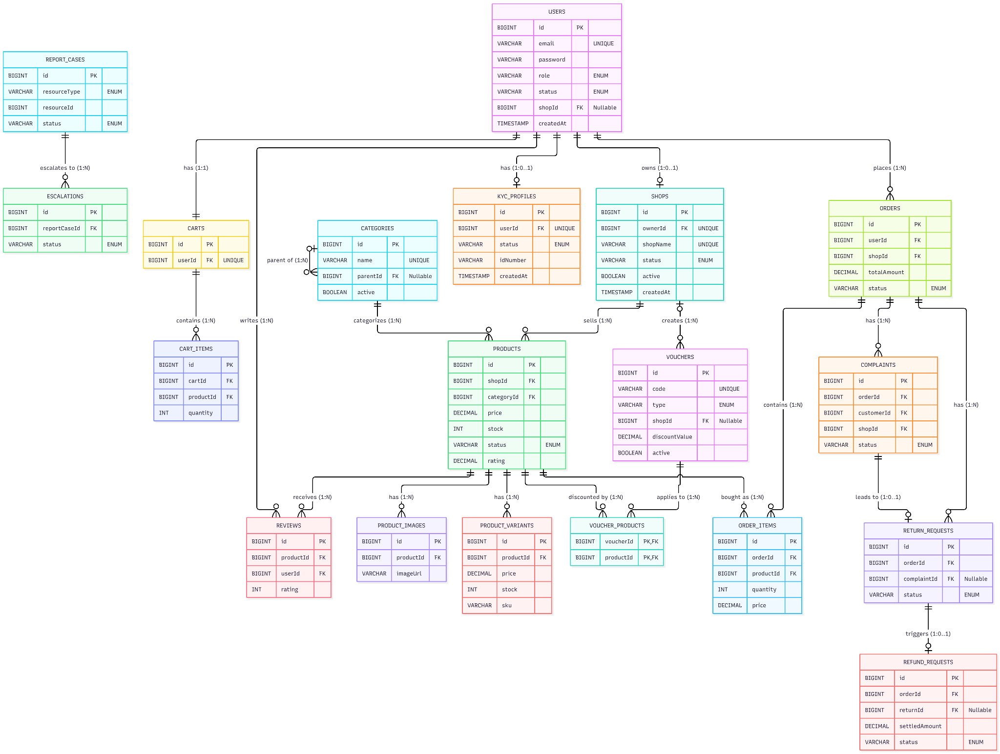 USERS
BIGINT id PK
VARCHAR email UNIQUE
VARCHAR password
VARCHAR role ENUM
VARCHAR status ENUM
BIGINT shopId FK Nullable
TIMESTAMP createdAt
REPORT_CASES
BIGINT id PK
VARCHAR resourceType ENUM
BIGINT resourceId
VARCHAR status ENUM
escalates to (1:N)
has (1:1)
has (1:0..1)
owns (1:0..1)
places (1:N)
ESCALATIONS
BIGINT id PK
BIGINT reportCaseId FK
VARCHAR status ENUM
CARTS
BIGINT id PK
BIGINT userId FK UNIQUE
parent of (1:N)
CATEGORIES
BIGINT id PK
VARCHAR name UNIQUE
BIGINT parentId FK Nullable
BOOLEAN active
KYC_PROFILES
BIGINT id PK
BIGINT userId FK UNIQUE
VARCHAR status ENUM
VARCHAR idNumber
TIMESTAMP createdAt
SHOPS
BIGINT id PK
BIGINT ownerId FK UNIQUE
VARCHAR shopName UNIQUE
VARCHAR status ENUM
BOOLEAN active
TIMESTAMP createdAt
ORDERS
BIGINT id PK
BIGINT userId FK
BIGINT shopId FK
DECIMAL totalAmount
VARCHAR status ENUM
contains (1:N)
writes (1:N)
categorizes (1:N)
sells (1:N)
creates (1:N)
has (1:N)
CART_ITEMS
BIGINT id PK
BIGINT cartId FK
BIGINT productId FK
INT quantity
PRODUCTS
BIGINT id PK
BIGINT shopId FK
BIGINT categoryId FK
DECIMAL price
INT stock
VARCHAR status ENUM
DECIMAL rating
VOUCHERS
BIGINT id PK
VARCHAR code UNIQUE
VARCHAR type ENUM
BIGINT shopId FK Nullable
DECIMAL discountValue
BOOLEAN active
contains (1:N)
COMPLAINTS
BIGINT id PK
BIGINT orderId FK
BIGINT customerId FK
BIGINT shopId FK
VARCHAR status ENUM
has (1:N)
receives (1:N)
has (1:N)
has (1:N)
discounted by (1:N)
applies to (1:N)
bought as (1:N)
leads to (1:0..1)
REVIEWS
BIGINT id PK
BIGINT productId FK
BIGINT userId FK
INT rating
PRODUCT_IMAGES
BIGINT id PK
BIGINT productId FK
VARCHAR imageUrl
PRODUCT_VARIANTS
BIGINT id PK
BIGINT productId FK
DECIMAL price
INT stock
VARCHAR sku
VOUCHER_PRODUCTS
BIGINT voucherId PK,FK
BIGINT productId PK,FK
ORDER_ITEMS
BIGINT id PK
BIGINT orderId FK
BIGINT productId FK
INT quantity
DECIMAL price
RETURN_REQUESTS
BIGINT id PK
BIGINT orderId FK
BIGINT complaintId FK Nullable
VARCHAR status ENUM
triggers (1:0..1)
REFUND_REQUESTS
BIGINT id PK
BIGINT orderId FK
BIGINT returnId FK Nullable
DECIMAL settledAmount
VARCHAR status ENUM